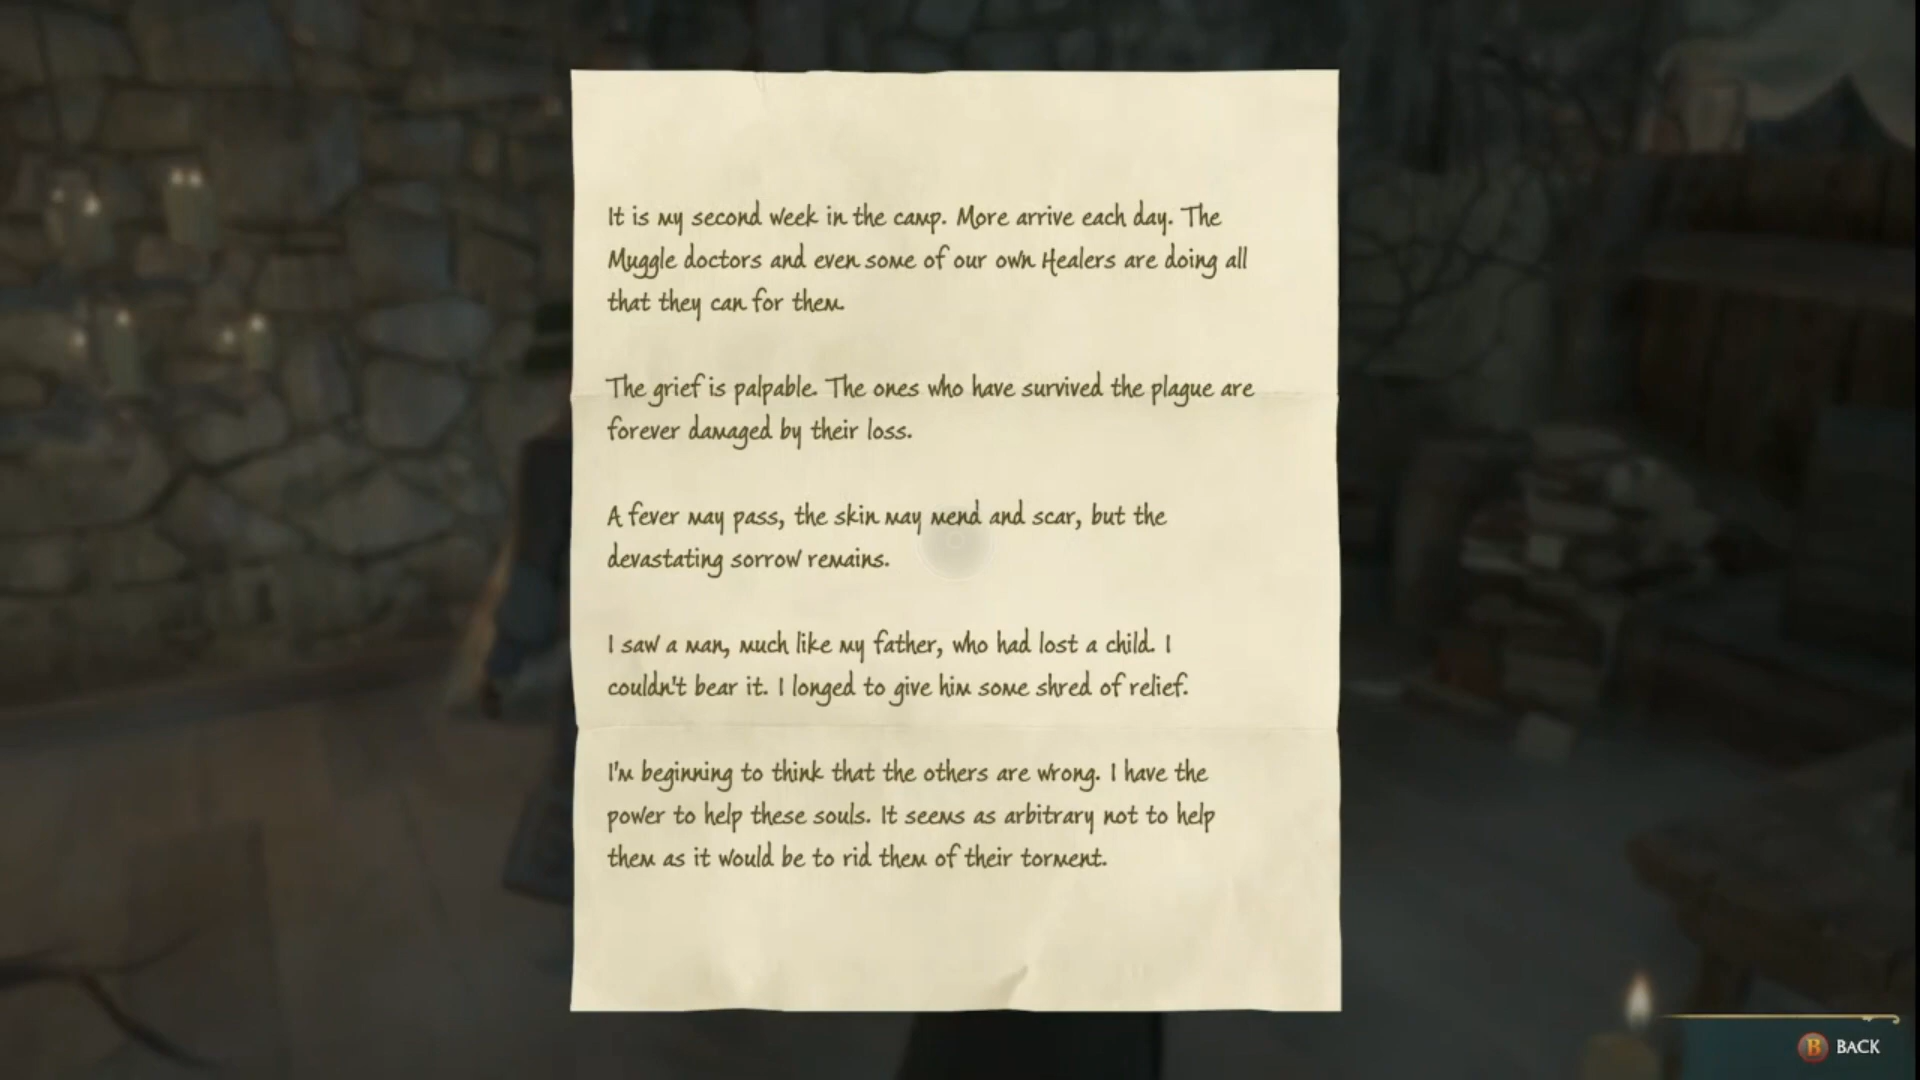 It is my second week in the camp. More arrive each day. The
Muggle doctors and even some of our own Healers are doing all
that they can for them.
The grief is palpable. The ones who have survived the plague are
forever damaged by their loss.
A fever may pass, the skin may mend and scar, but the
devastating sorrow remains.
I saw a man, much like my father, who had lost a child. I
couldn't bear it. I longed to give him some shred of relief.
I'm beginning to think that the others are wrong. I have the
power to help these souls. It seems as arbitrary not to help
them as it would be to rid them of their torment.
B BACK